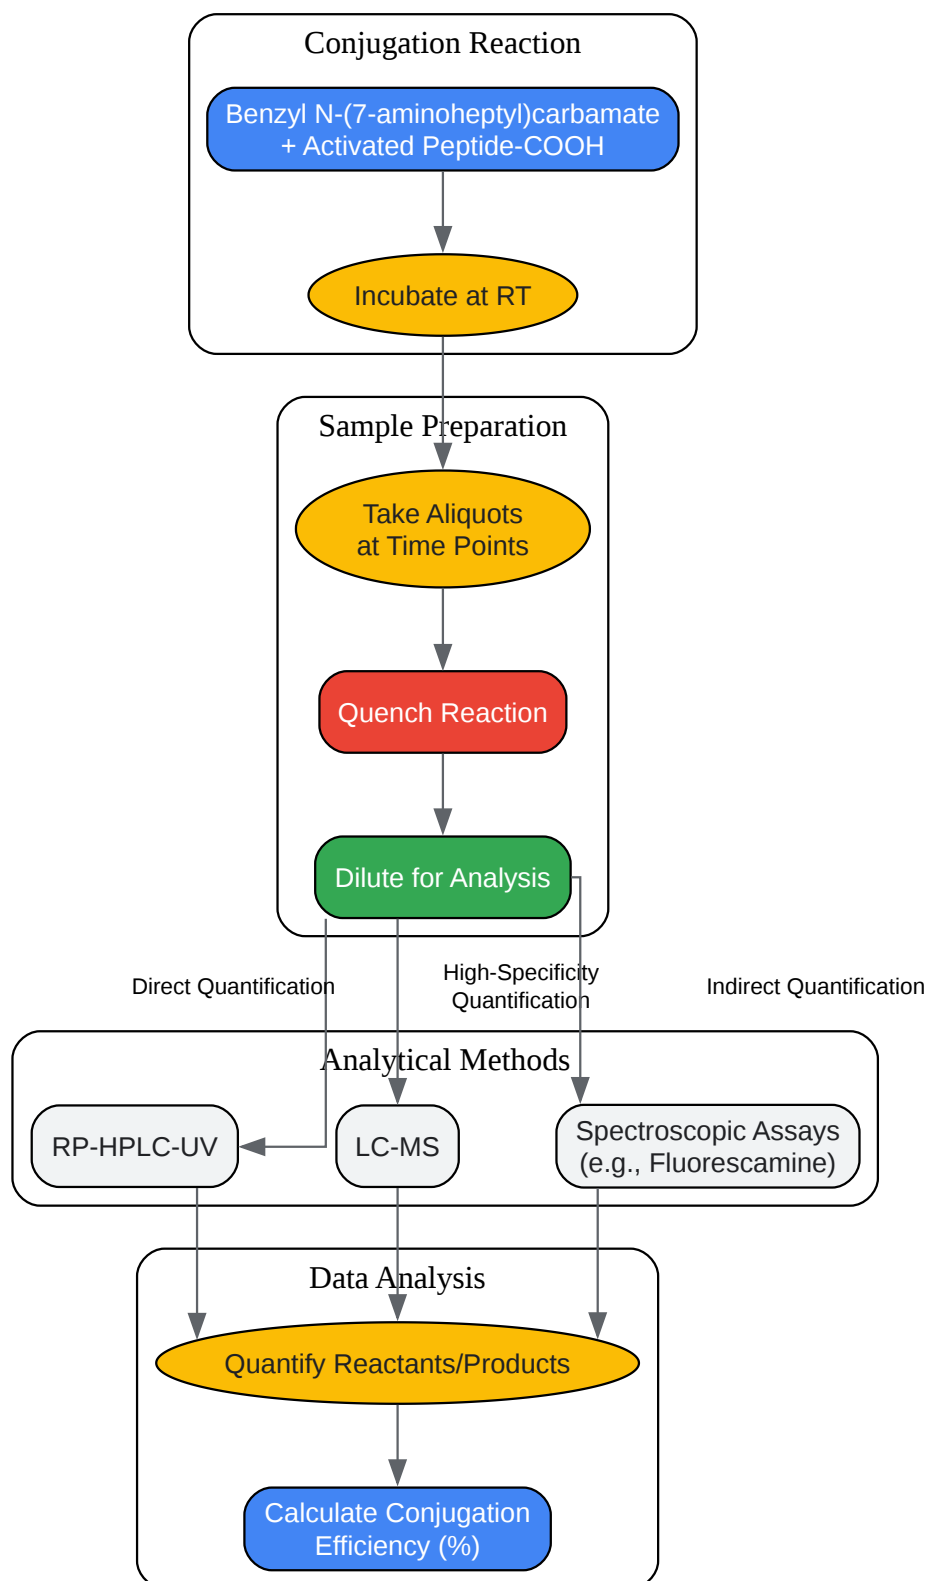 Conjugation Reaction
Benzyl N-(7-aminoheptyl)carbamate
+ Activated Peptide-COOH
Incubate at RT
Sample Preparation
Take Aliquots
at Time Points
Quench Reaction
Dilute for Analysis
Direct Quantification
High-Specificity
Quantification
Indirect Quantification
Analytical Methods
RP-HPLC-UV
LC-MS
Spectroscopic Assays
(e.g., Fluorescamine)
Data Analysis
Quantify Reactants/Products
Calculate Conjugation
Efficiency (%)